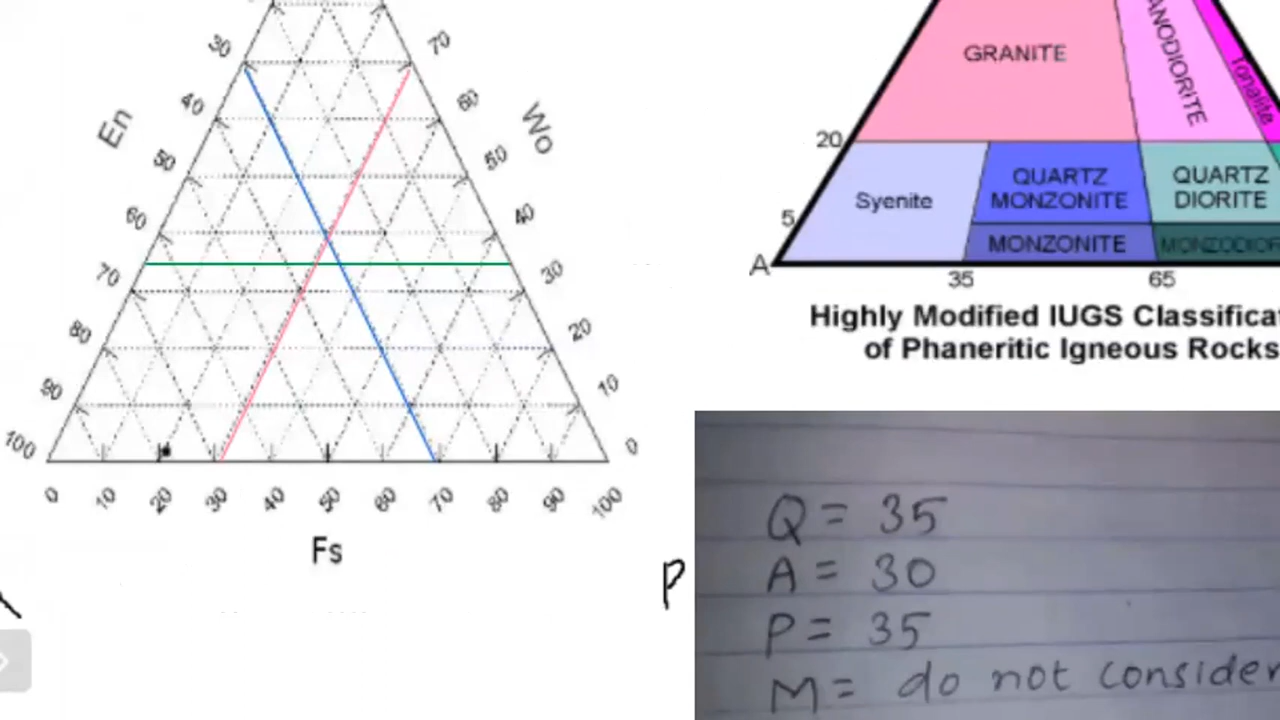 30
40
50
60
70
80
90
100
En
70
60
50
40
30
20
10
0
Wo
0 10 20 30 40 50 60 70 80 90 100
Fs
P
GRANITE
Tonalite
20
Syenite
QUARTZ
MONZONITE
QUARTZ
DIORITE
5
MONZONITE
A
35
65
Highly Modified IUGS
of Phaneritic Igneous Rocks
Q = 35
A = 30
P = 35
M = do not consider